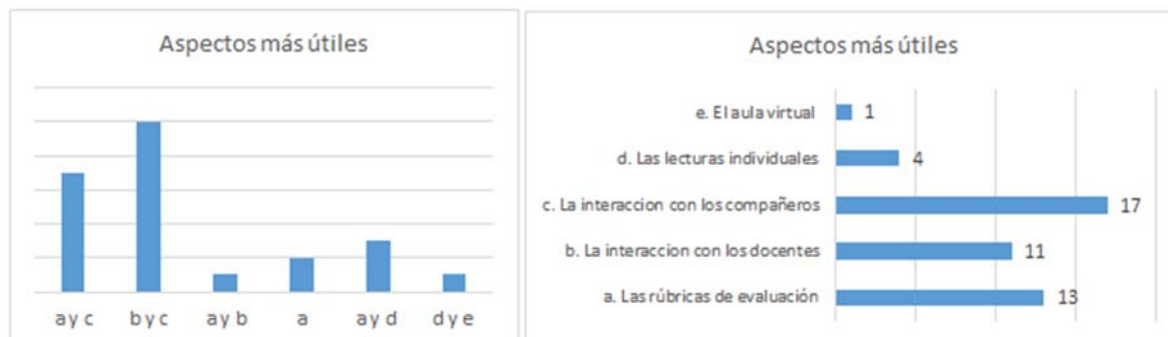 Aspectos más útiles
a y c b y c a y b a a y d d y e
Aspectos más útiles
e. El aula virtual 1
d. Las lecturas individuales 4
c. La interaccion con los compañeros 17
b. La interacción con los docentes 11
a. Las rúbricas de evaluación 13